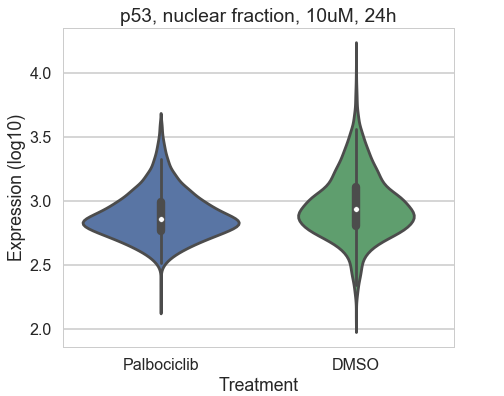 p53, nuclear fraction, 10uM, 24h
4.0
3.5
3.0
2.5
2.0
Expression (log10)
Palbociclib DMSO
Treatment